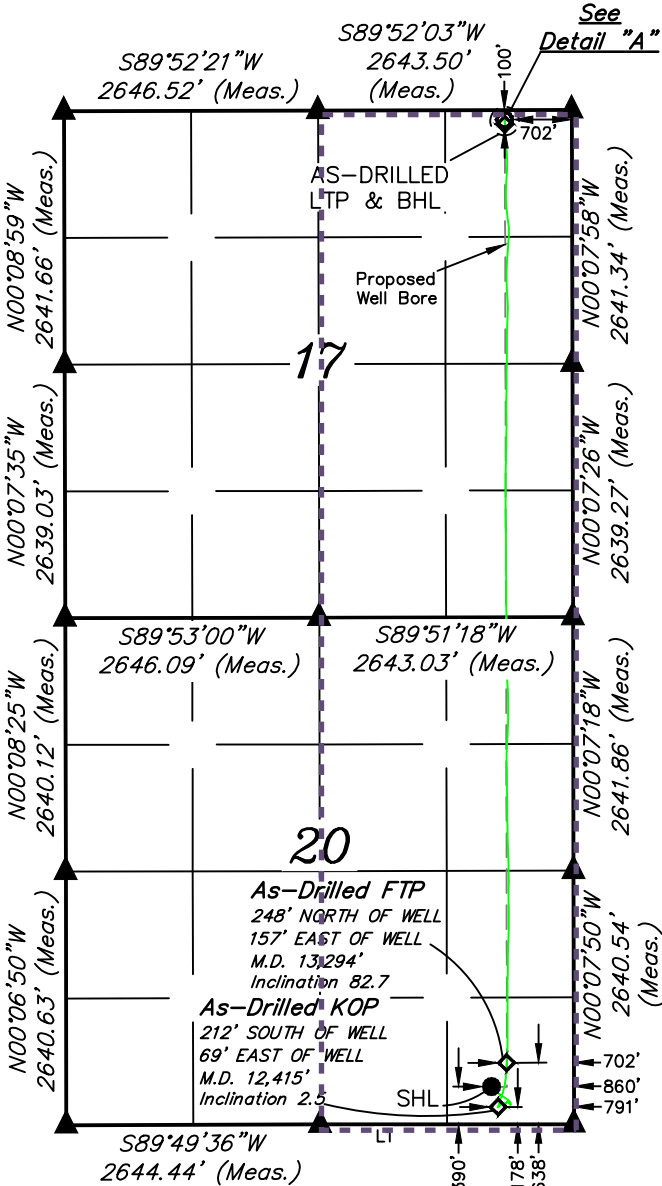 See
Detail "A"
S89°52'21"W
2646.52' (Meas.)
S89°52'03"W
2643.50'
(Meas.)
100'
702'
AS-DRILLED
LTP & BHL
N00°08'59"W
2641.66' (Meas.)
N00°07'58"W
2641.34' (Meas.)
Proposed
Well Bore
17
N00°07'35"W
2639.03' (Meas.)
N00°07'26"W
2639.27' (Meas.)
S89°53'00"W
2646.09' (Meas.)
S89°51'18"W
2643.03' (Meas.)
N00°08'25"W
2640.12' (Meas.)
N00°07'18"W
2641.86' (Meas.)
20
As-Drilled FTP
248' NORTH OF WELL
157' EAST OF WELL
M.D. 13,294'
Inclination 82.7
N00°06'50"W
2640.63' (Meas.)
N00°07'50"W
2640.54'
(Meas.)
As-Drilled KOP
212' SOUTH OF WELL
69' EAST OF WELL
M.D. 12,415'
Inclination 2.5
SHL
702'
860'
791'
S89°49'36"W
2644.44' (Meas.)
390'
178'
638'